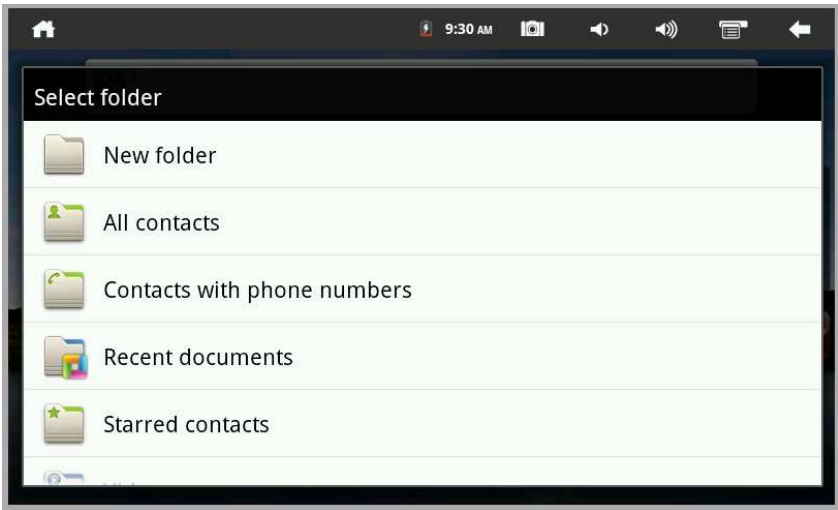 9:30 AM
Select folder
New folder
All contacts
Contacts with phone numbers
Recent documents
Starred contacts